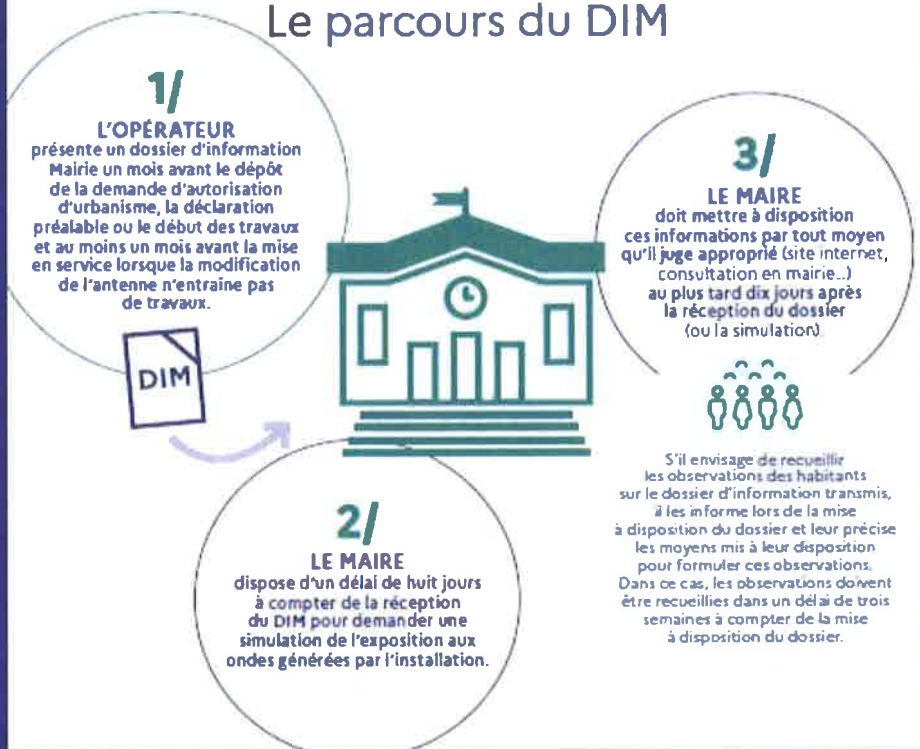 Le parcours du DIM
1/
L'OPÉRATEUR
présente un dossier d'information
Mairie un mois avant le dépôt
de la demande d'autorisation
d'urbanisme, la déclaration
préalable ou le début des travaux
et au moins un mois avant la mise
en service lorsque la modification
de l'antenne n'entraine pas
de travaux.
DIM
2/
LE MAIRE
dispose d'un délai de huit jours
à compter de la réception
du DIM pour demander une
simulation de l'exposition aux
ondes générées par l'installation.
3/
LE MAIRE
doit mettre à disposition
ces informations par tout moyen
qu'il juge approprié (site internet,
consultation en mairie...)
au plus tard dix jours après
la réception du dossier
(ou la simulation)
S'il envisage de recueillir
les observations des habitants
sur le dossier d'information transmis,
il les informe lors de la mise
à disposition du dossier et leur précise
les moyens mis à leur disposition
pour formuler ces observations.
Dans ce cas, les observations doivent
être recueillies dans un délai de trois
semaines à compter de la mise
à disposition du dossier.